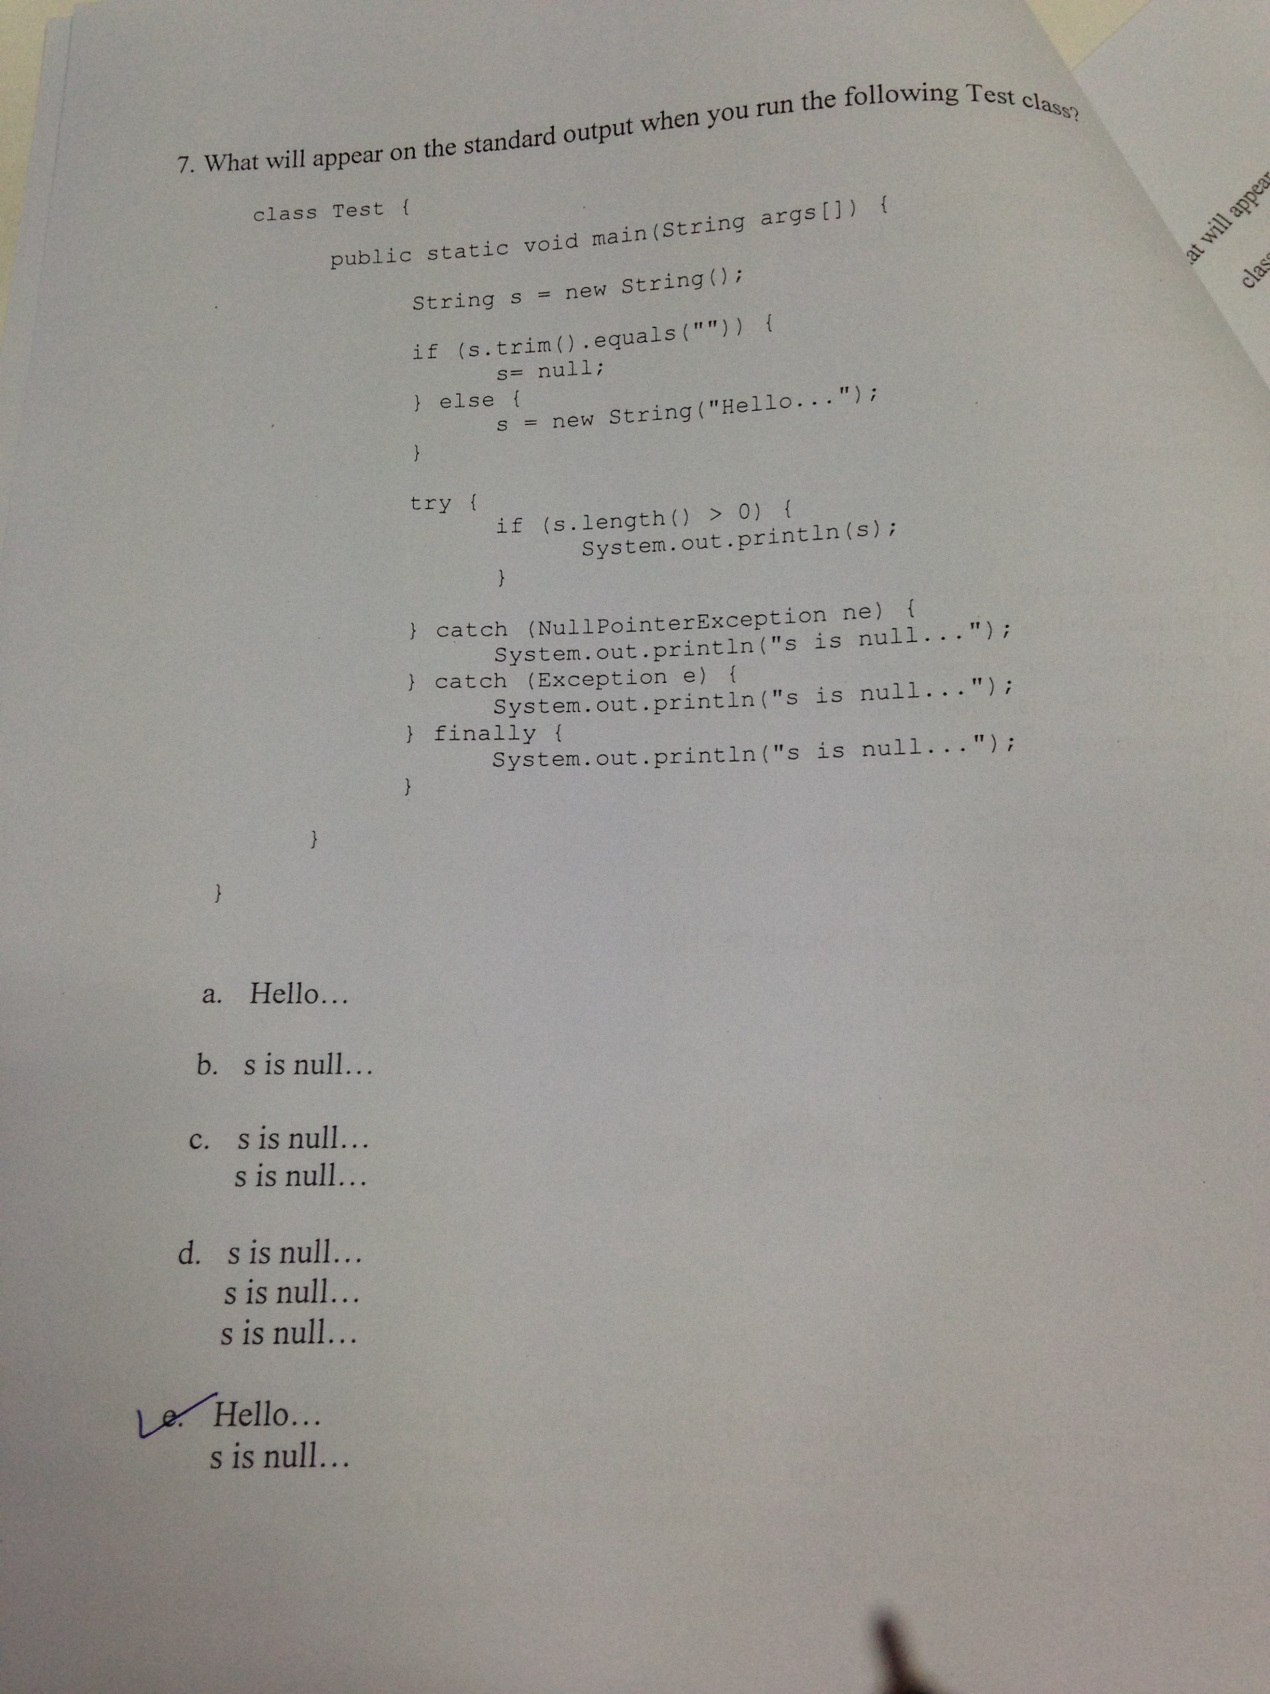 7. What will appear on the standard output when you run the following Test class?
class Test {
public static void main(String args[]) {
String s = new String();
if (s.trim().equals("")) {
s= null;
} else {
s = new String("Hello...");
}
try {
if (s.length() > 0) {
System.out.println(s);
}
} catch (NullPointerException ne) {
System.out.println("s is null...");
} catch (Exception e) {
System.out.println("s is null...");
} finally {
System.out.println("s is null...");
}
}
}
a. Hello...
b. s is null...
c. s is null...
s is null...
d. s is null...
s is null...
s is null...
e. Hello...
s is null...
will appear